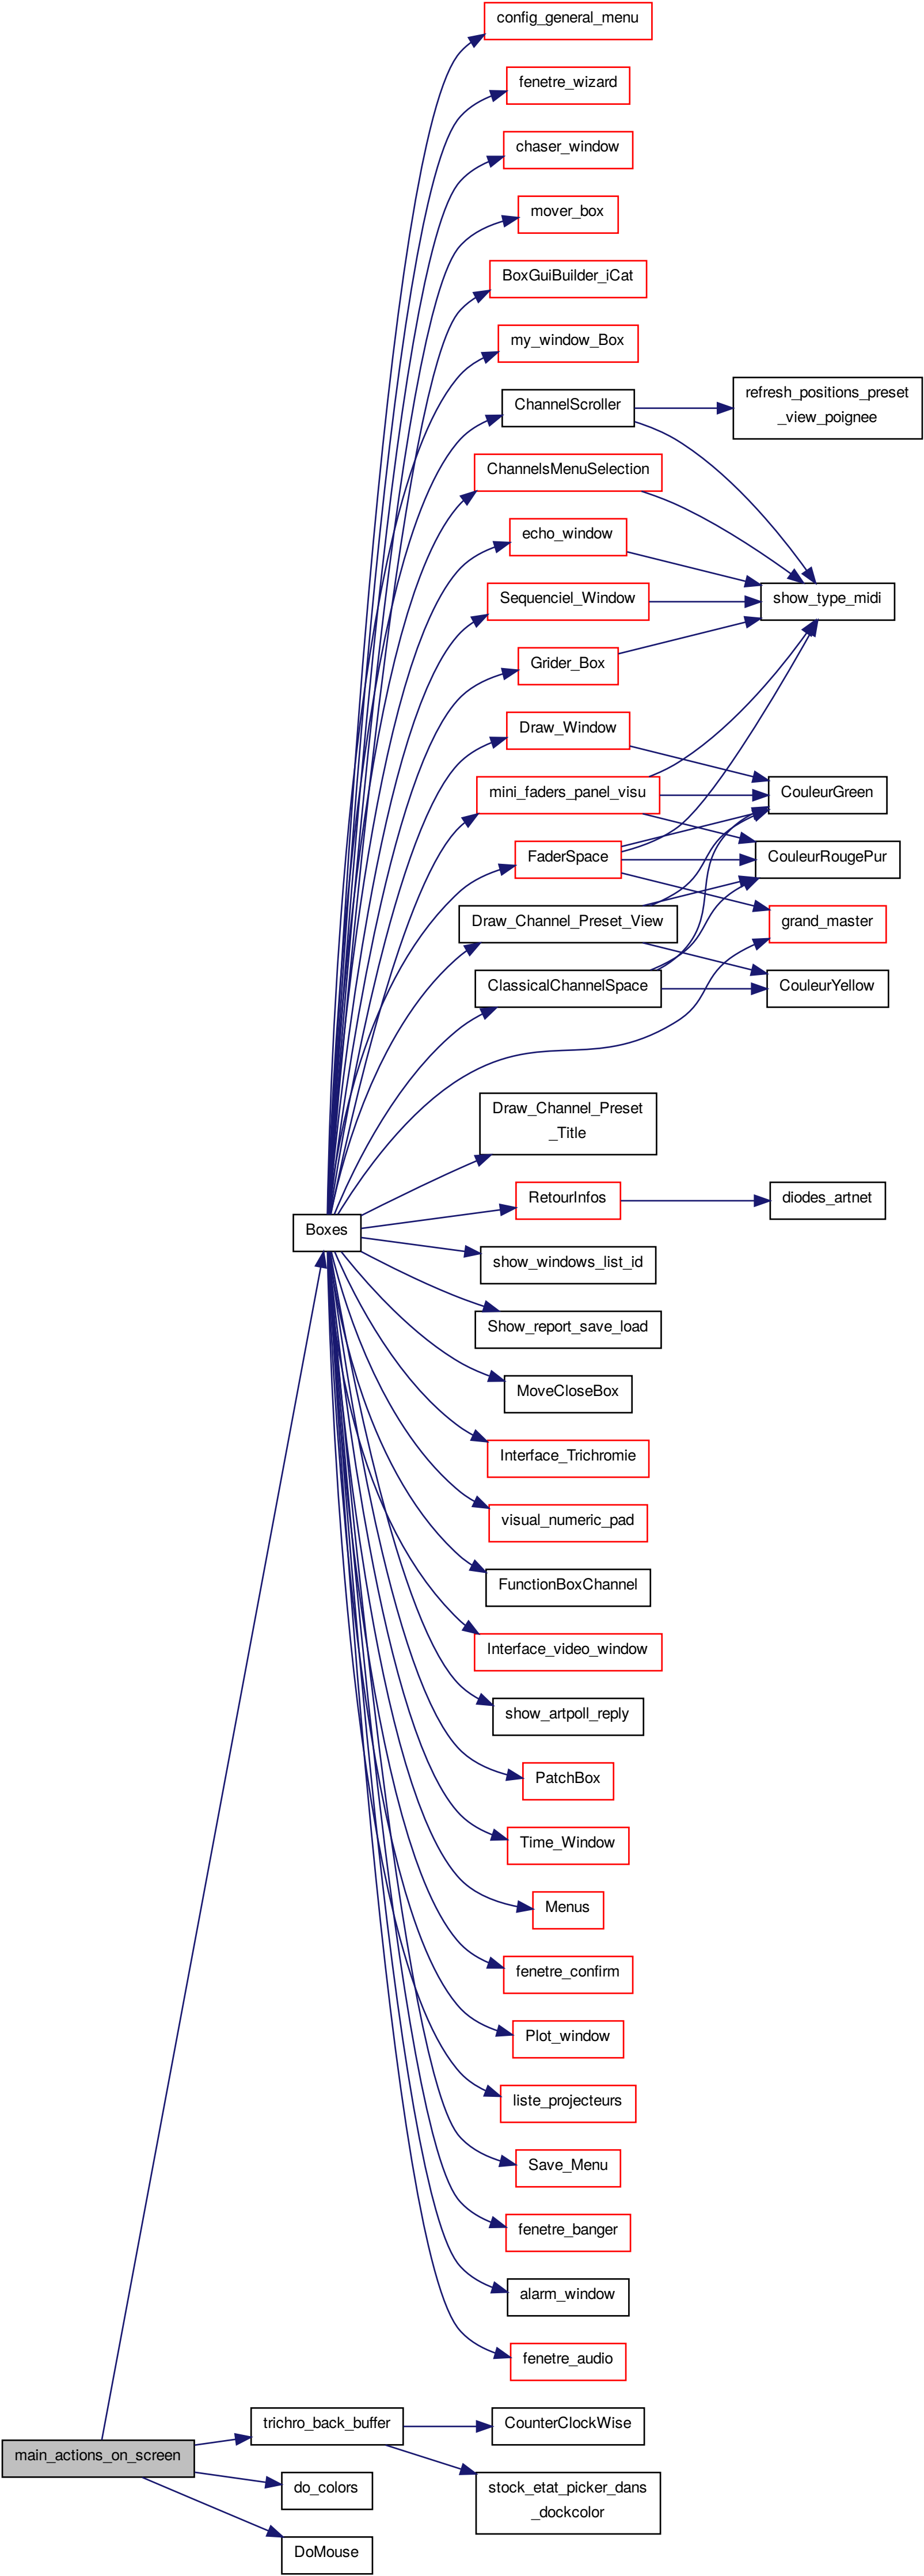 config_general_menu
fenetre_wizard
chaser_window
mover_box
BoxGuiBuilder_iCat
my_window_Box
ChannelScroller
refresh_positions_preset
_view_poignee
ChannelsMenuSelection
echo_window
Sequenciel_Window
show_type_midi
Grider_Box
Draw_Window
mini_faders_panel_visu
CouleurGreen
FaderSpace
CouleurRougePur
Draw_Channel_Preset_View
grand_master
ClassicalChannelSpace
CouleurYellow
Draw_Channel_Preset
_Title
RetourInfos
diodes_artnet
Boxes
show_windows_list_id
Show_report_save_load
MoveCloseBox
Interface_Trichromie
visual_numeric_pad
FunctionBoxChannel
Interface_video_window
show_artpoll_reply
PatchBox
Time_Window
Menus
fenetre_confirm
Plot_window
liste_projecteurs
Save_Menu
fenetre_banger
alarm_window
fenetre_audio
trichro_back_buffer
CounterClockWise
main_actions_on_screen
do_colors
stock_etat_picker_dans
_dockcolor
DoMouse